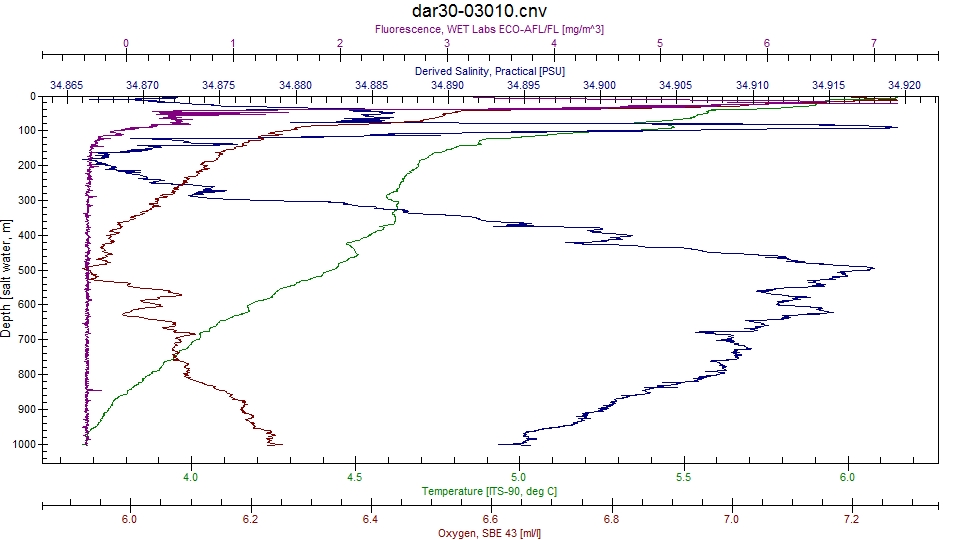 dar30-03010.cnv
Fluorescence, WET Labs ECO-AFL/FL [mg/m^3]
0 1 2 3 4 5 6 7
Derived Salinity, Practical [PSU]
34.865 34.870 34.875 34.880 34.885 34.890 34.895 34.900 34.905 34.910 34.915 34.920
0
100
200
300
400
500
600
700
800
900
1000
Depth [salt water, m]
4.0 4.5 5.0 5.5 6.0
Temperature [ITS-90, deg C]
6.0 6.2 6.4 6.6 6.8 7.0 7.2
Oxygen, SBE 43 [ml/l]